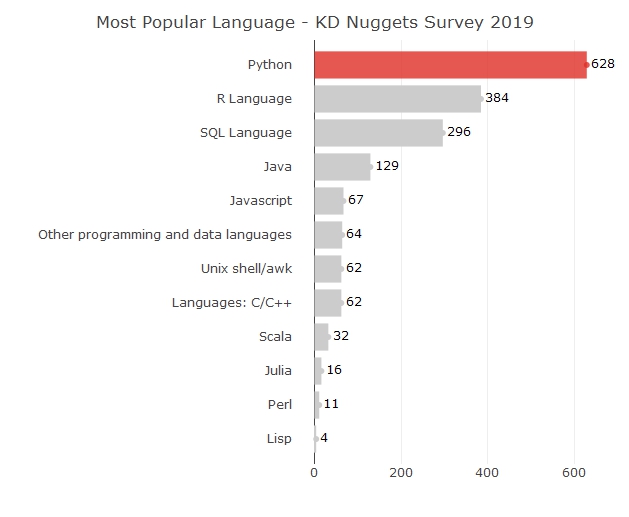 Most Popular Language - KD Nuggets Survey 2019
Python 628
R Language 384
SQL Language 296
Java 129
Javascript 67
Other programming and data languages 64
Unix shell/awk 62
Languages: C/C++ 62
Scala 32
Julia 16
Perl 11
Lisp 4
0 200 400 600